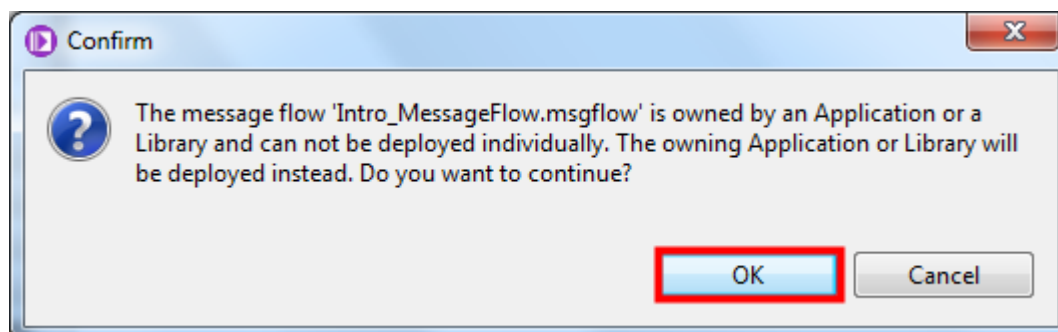 Confirm
The message flow 'Intro_MessageFlow.msgflow' is owned by an Application or a
Library and can not be deployed individually. The owning Application or Library will
be deployed instead. Do you want to continue?
OK
Cancel